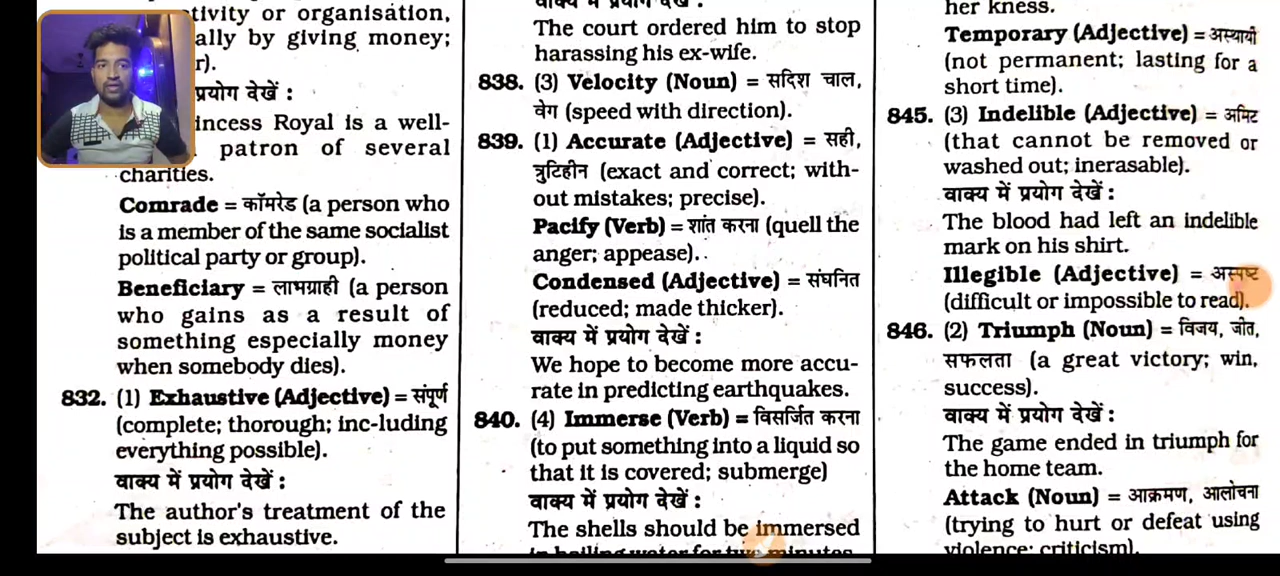 tivity or organisation,
ally by giving money;
r).
प्रयोग देखें :
incess Royal is a well-
patron of several
charities.
Comrade = कॉमरेड (a person who
is a member of the same socialist
political party or group).
Beneficiary = लाभग्राही (a person
who gains as a result of
something especially money
when somebody dies).
832. (1) Exhaustive (Adjective) = संपूर्ण
(complete; thorough; inc-luding
everything possible).
वाक्य में प्रयोग देखें :
The author's treatment of the
subject is exhaustive.
वाक्य में प्रयोग देखें :
The court ordered him to stop
harassing his ex-wife.
838. (3) Velocity (Noun) = सदिश चाल,
वेग (speed with direction).
839. (1) Accurate (Adjective) = सही,
त्रुटिहीन (exact and correct; with-
out mistakes; precise).
Pacify (Verb) = शांत करना (quell the
anger; appease).
Condensed (Adjective) = संघनित
(reduced; made thicker).
वाक्य में प्रयोग देखें :
We hope to become more accu-
rate in predicting earthquakes.
840. (4) Immerse (Verb) = विसर्जित करना
(to put something into a liquid so
that it is covered; submerge)
वाक्य में प्रयोग देखें :
The shells should be immersed
in boiling water for two minutes
her kness.
Temporary (Adjective) = अस्थायी
(not permanent; lasting for a
short time).
845. (3) Indelible (Adjective) = अमिट
(that cannot be removed or
washed out; inerasable).
वाक्य में प्रयोग देखें :
The blood had left an indelible
mark on his shirt.
Illegible (Adjective) = अस्पष्ट
(difficult or impossible to read).
846. (2) Triumph (Noun) = विजय, जीत,
सफलता (a great victory; win,
success).
वाक्य में प्रयोग देखें :
The game ended in triumph for
the home team.
Attack (Noun) = आक्रमण, आलोचना
(trying to hurt or defeat using
violence; criticism).